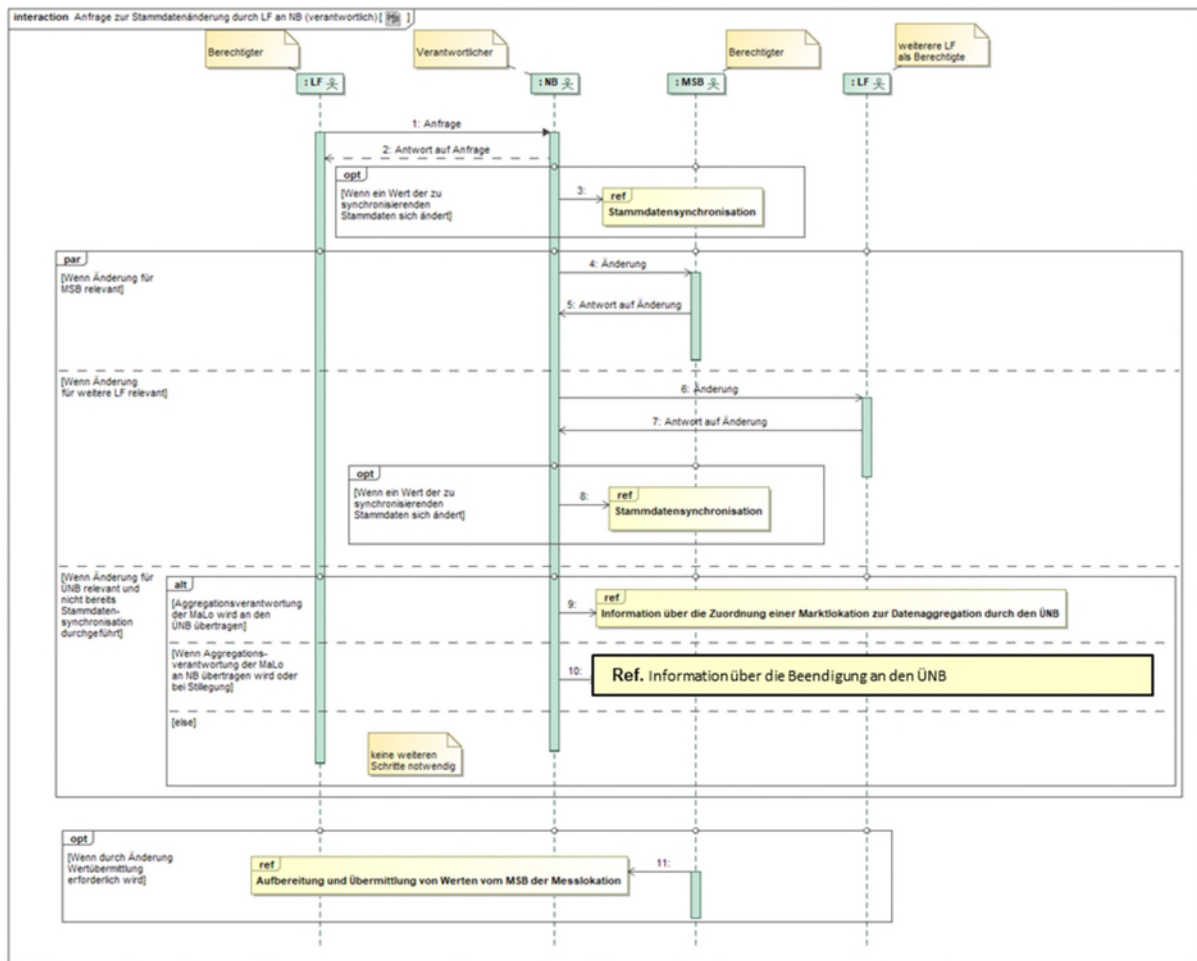 interaction Anfrage zur Stammdatenänderung durch LF an NB (verantwortlich) [ ]
Berechtigter
Verantwortlicher
Berechtigter
weiterere LF
als Berechtigte
: LF
: NB
: MSB
: LF
1: Anfrage
2: Antwort auf Anfrage
opt
[Wenn ein Wert der zu
synchronisierenden
Stammdaten sich ändert]
3:
ref
Stammdatensynchronisation
par
[Wenn Änderung für
MSB relevant]
4: Änderung
5: Antwort auf Änderung
[Wenn Änderung
für weitere LF relevant]
6: Änderung
7: Antwort auf Änderung
opt
[Wenn ein Wert der zu
synchronisierenden
Stammdaten sich ändert]
8:
ref
Stammdatensynchronisation
[Wenn Änderung für
ÜNB relevant und
nicht bereits
Stammdaten-
synchronisation
durchgeführt]
alt
[Aggregationsverantwortung
der MaLo wird an den
ÜNB übertragen]
9:
ref
Information über die Zuordnung einer Marktlokation zur Datenaggregation durch den ÜNB
[Wenn Aggregations-
verantwortung der MaLo
an NB übertragen wird oder
bei Stillegung]
10:
Ref. Information über die Beendigung an den ÜNB
[else]
keine weiteren
Schritte notwendig
opt
[Wenn durch Änderung
Wertübermittlung
erforderlich wird]
11:
ref
Aufbereitung und Übermittlung von Werten vom MSB der Messlokation